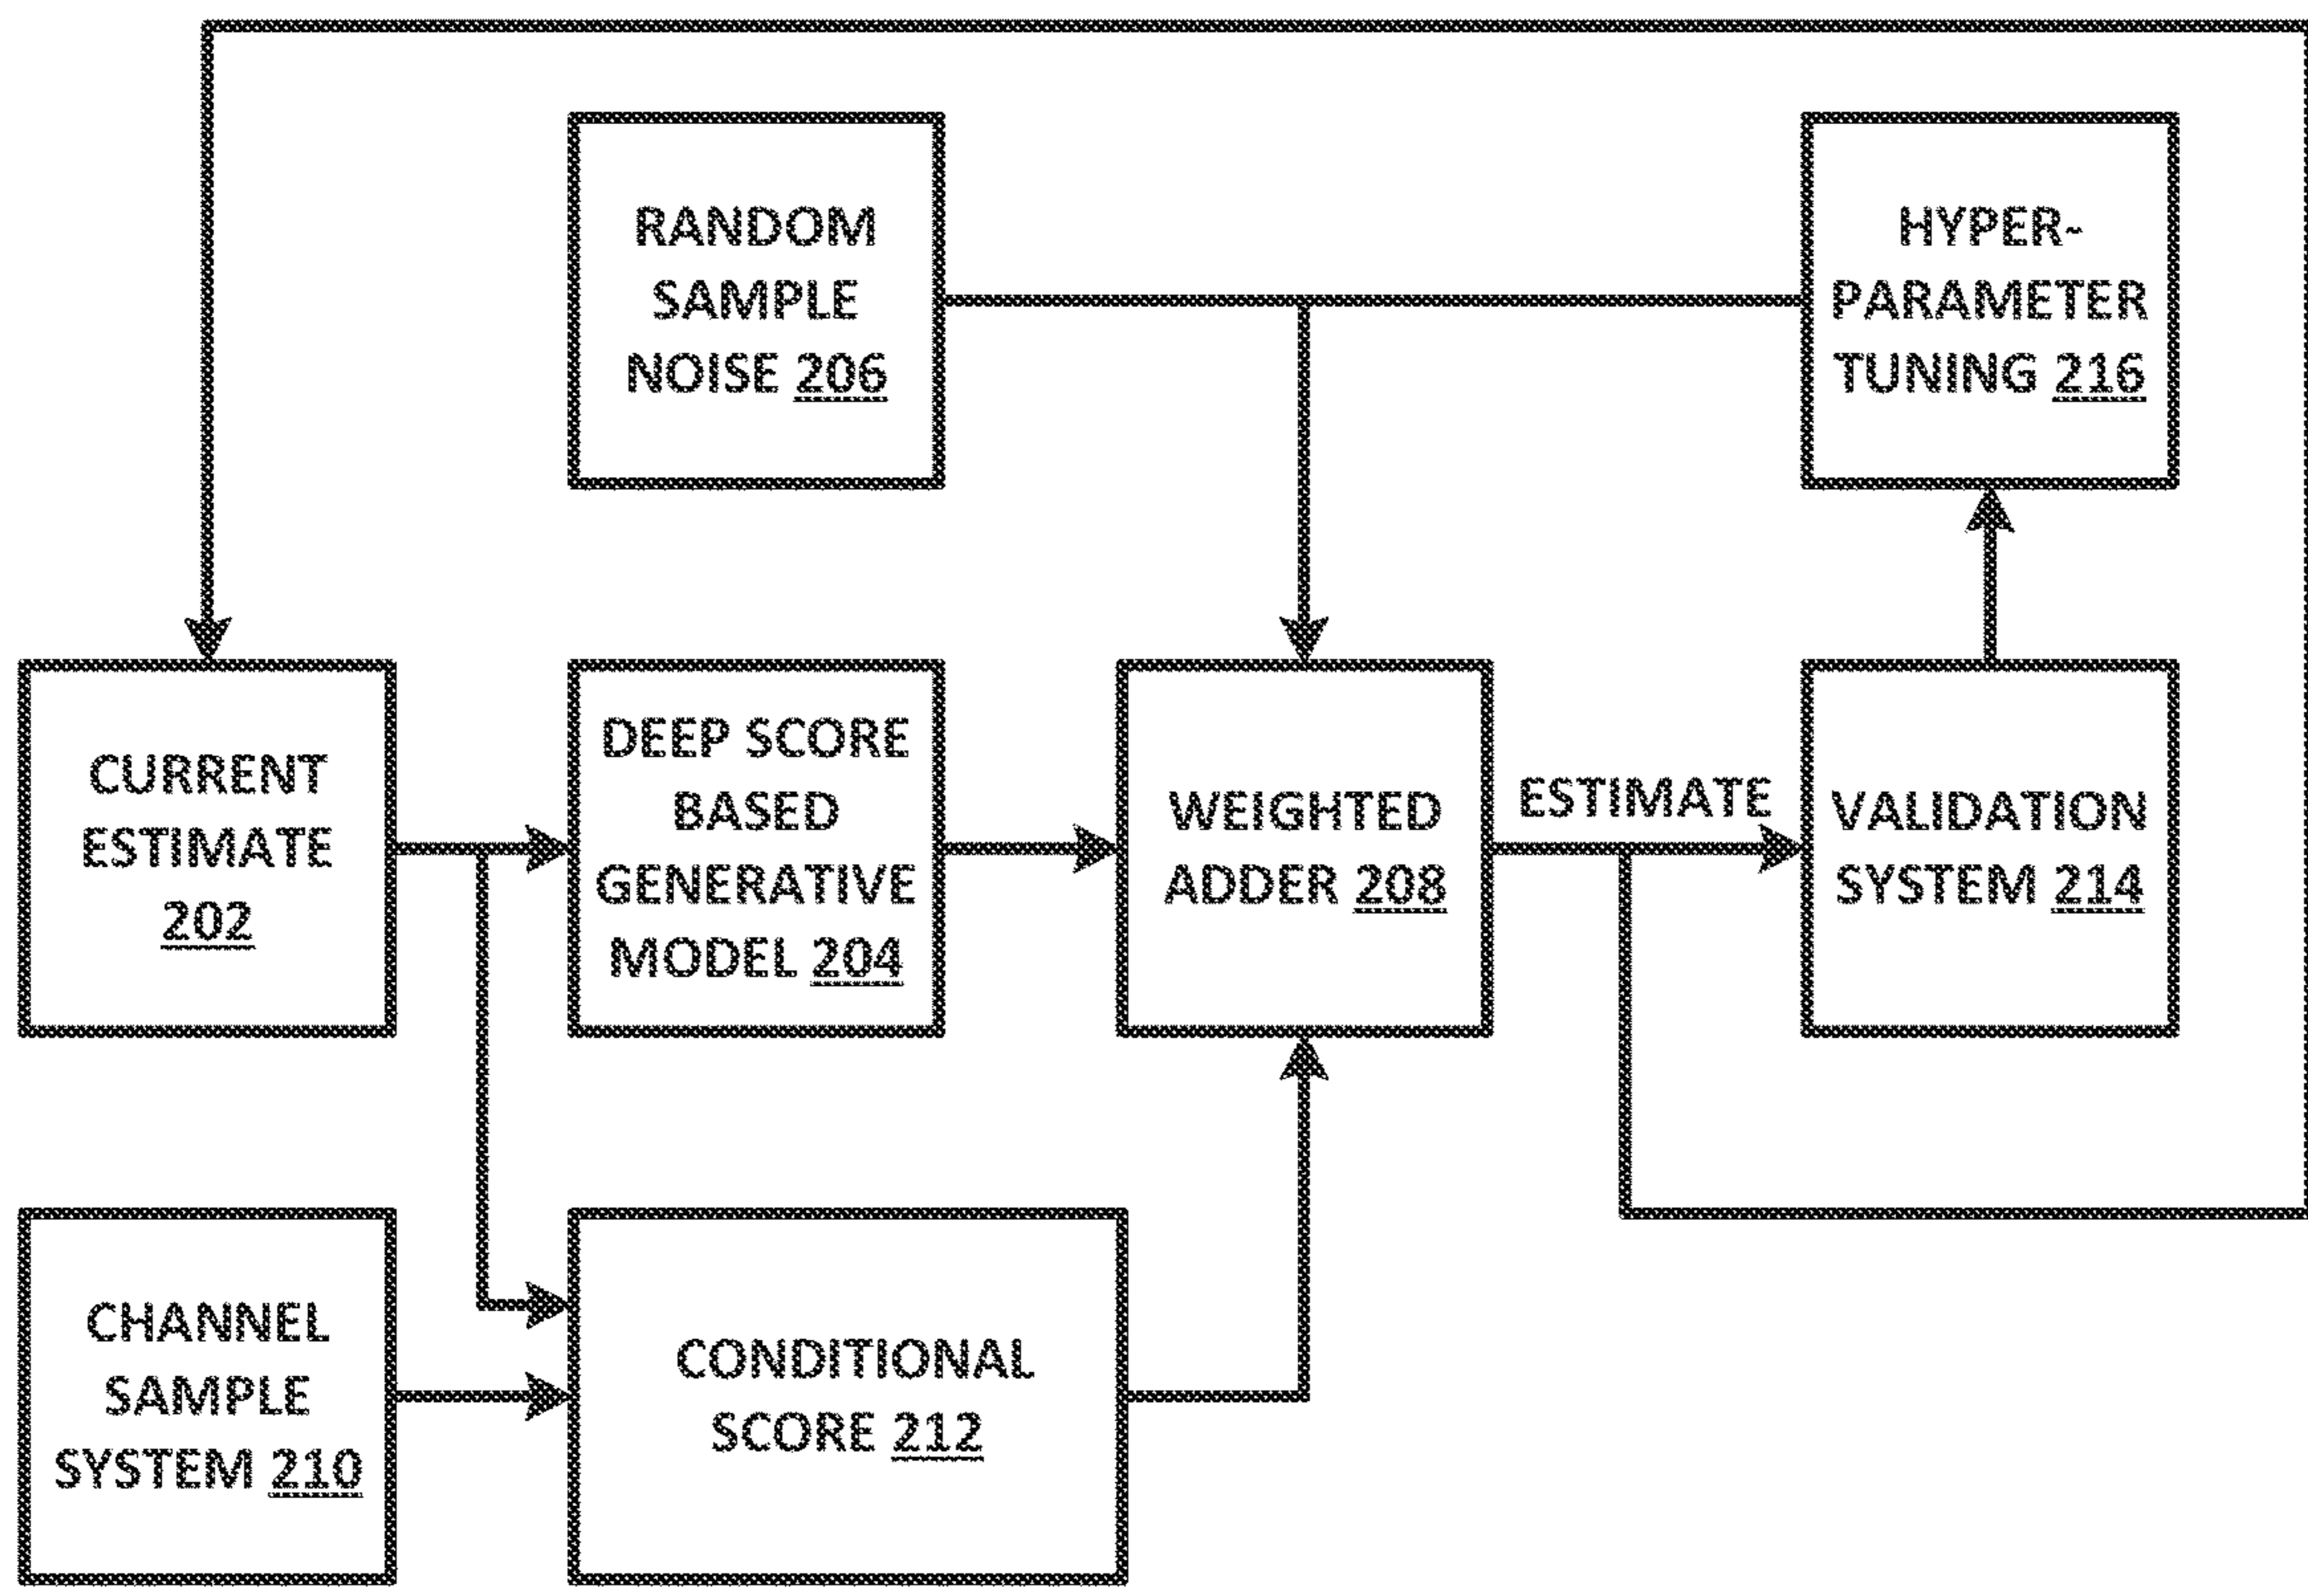 RANDOM
SAMPLE
NOISE 206
HYPER-
PARAMETER
TUNING 216
CURRENT
ESTIMATE
202
DEEP SCORE
BASED
GENERATIVE
MODEL 204
WEIGHTED
ADDER 208
ESTIMATE
VALIDATION
SYSTEM 214
CHANNEL
SAMPLE
SYSTEM 210
CONDITIONAL
SCORE 212